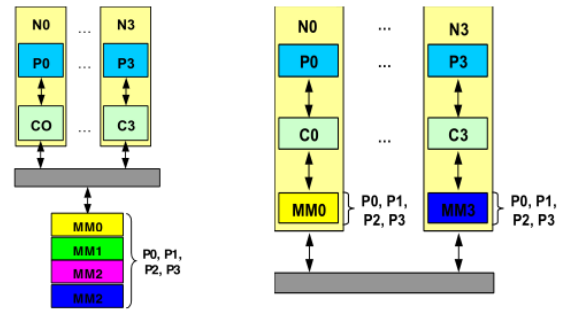 N0 ... N3
P0 ... P3
CO ... C3
MM0
MM1
MM2
MM2
P0, P1,
P2, P3
N0 ... N3
P0 ... P3
C0 ... C3
MM0
P0, P1,
P2, P3
MM3
P0, P1,
P2, P3